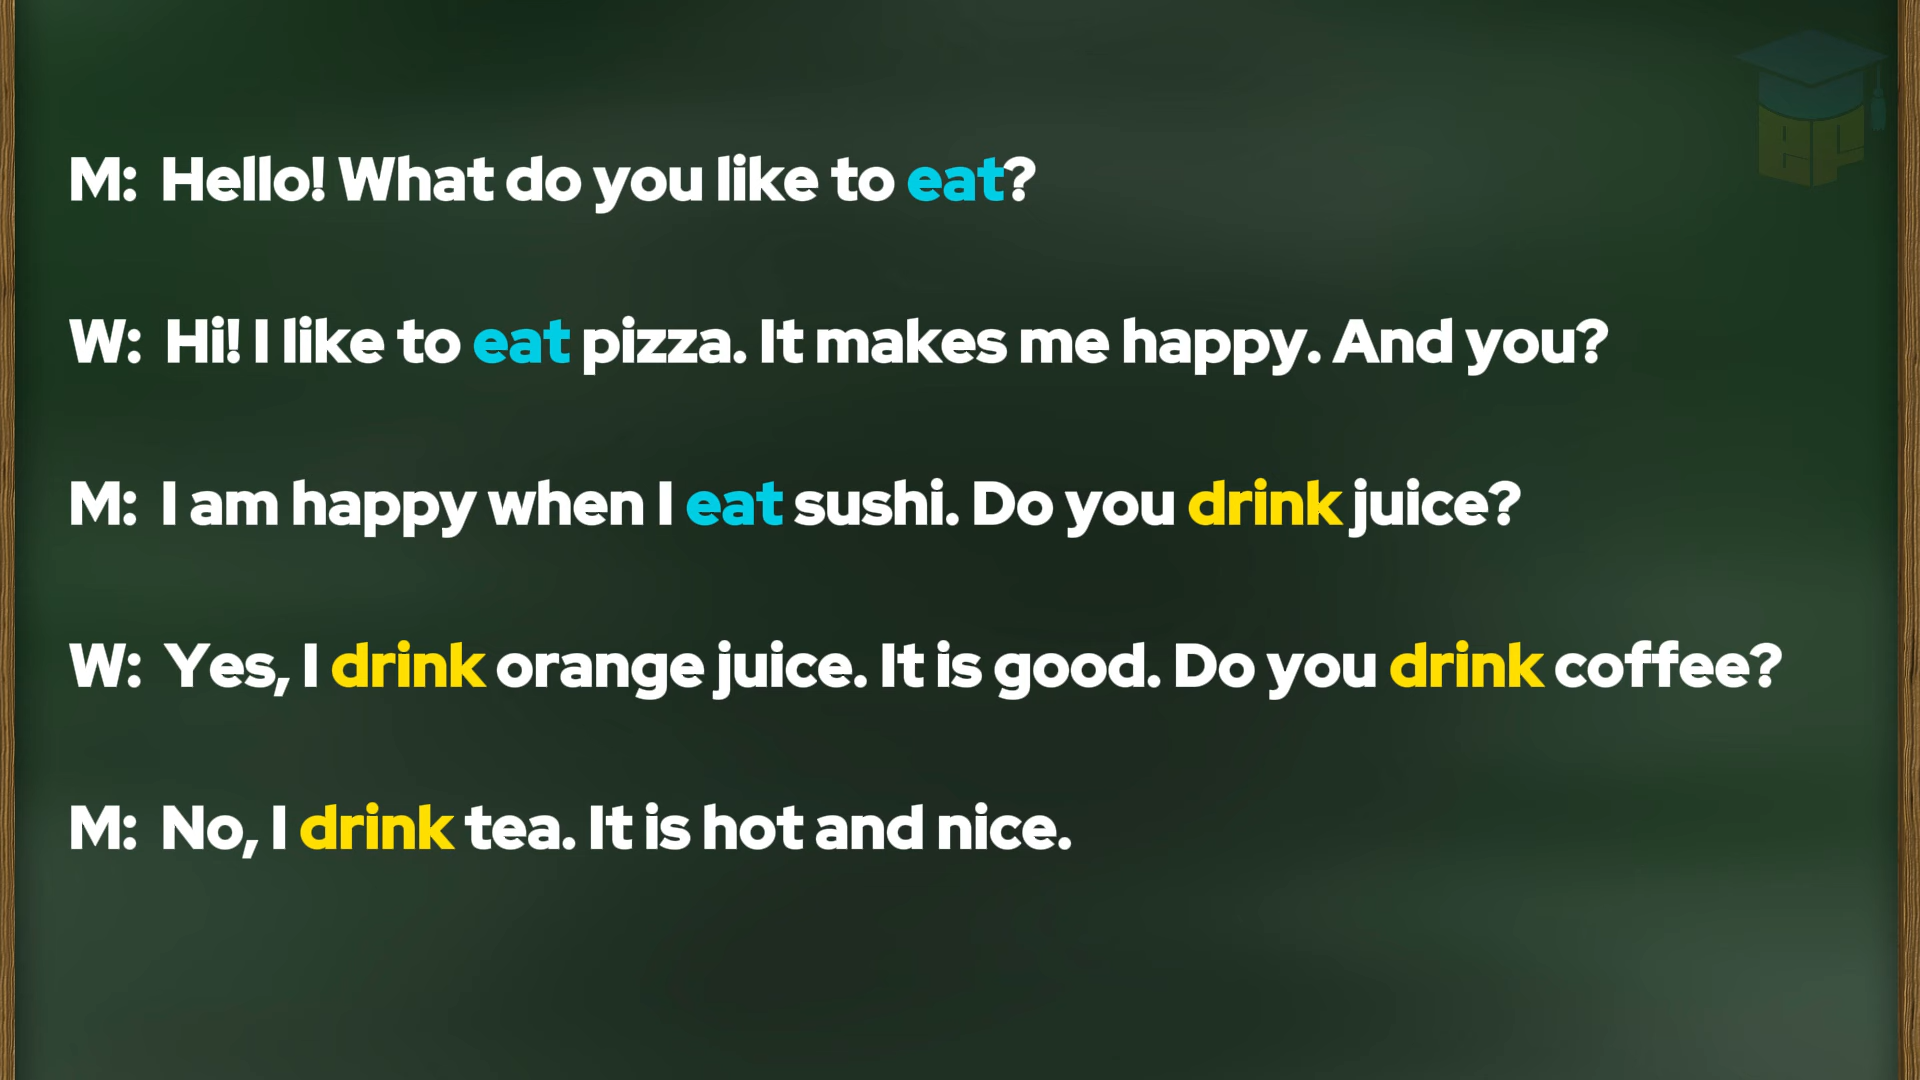 M: Hello! What do you like to eat?
W: Hi! I like to eat pizza. It makes me happy. And you?
M: I am happy when I eat sushi. Do you drink juice?
W: Yes, I drink orange juice. It is good. Do you drink coffee?
M: No, I drink tea. It is hot and nice.